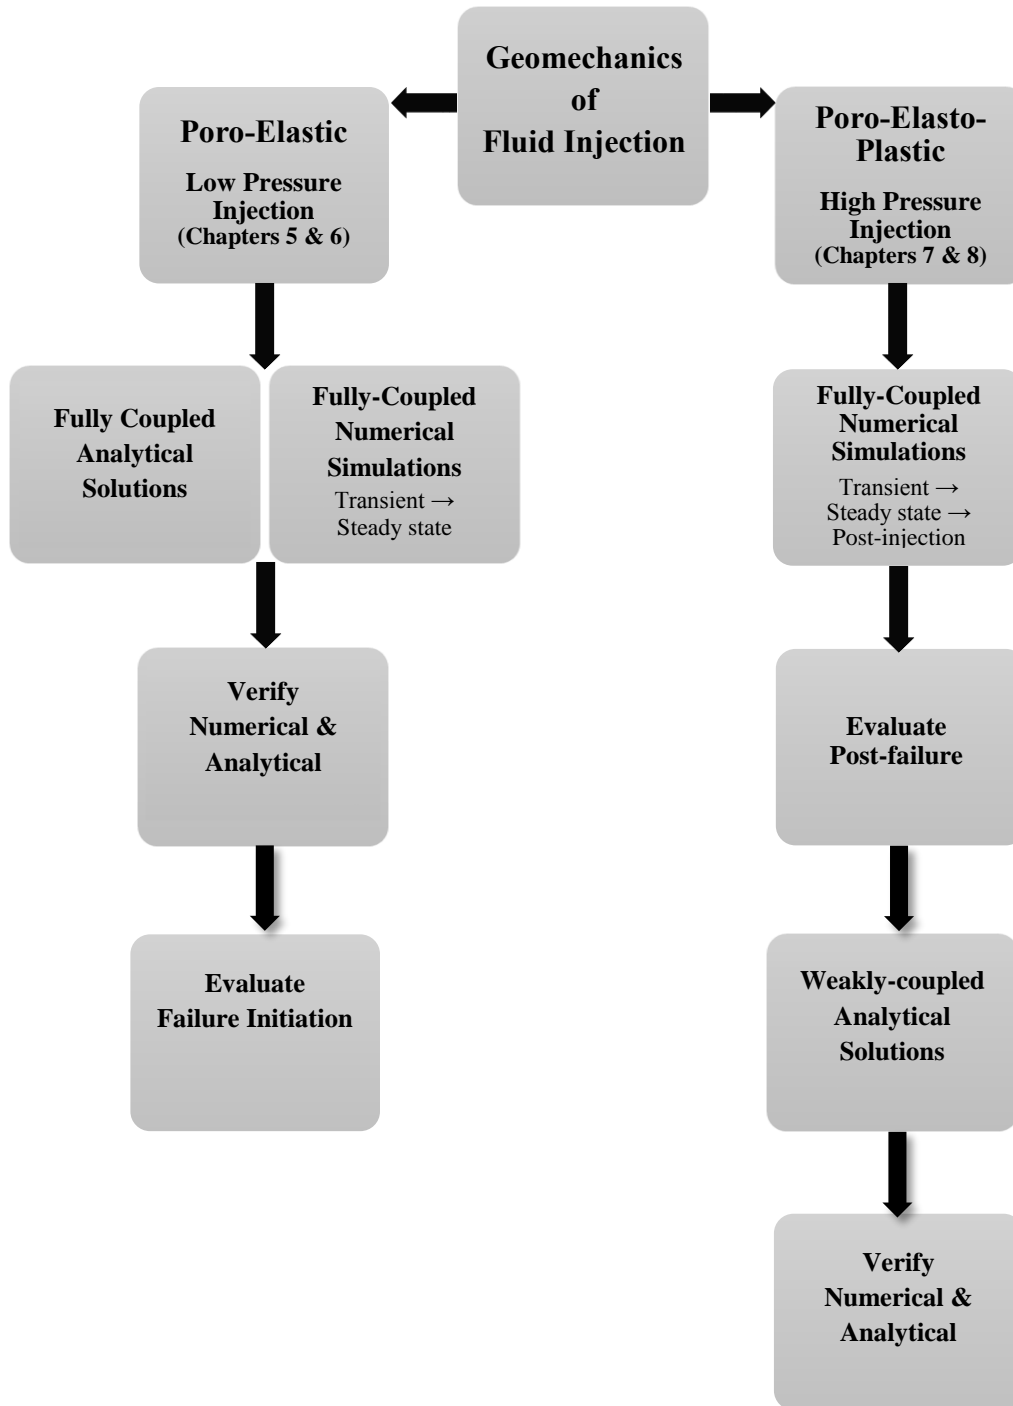 Geomechanics
of
Fluid Injection
Poro-Elastic
Low Pressure
Injection
(Chapters 5 & 6)
Poro-Elasto-
Plastic
High Pressure
Injection
(Chapters 7 & 8)
Fully Coupled
Analytical
Solutions
Fully-Coupled
Numerical
Simulations
Transient →
Steady state
Fully-Coupled
Numerical
Simulations
Transient →
Steady state →
Post-injection
Verify
Numerical &
Analytical
Evaluate
Post-failure
Evaluate
Failure Initiation
Weakly-coupled
Analytical
Solutions
Verify
Numerical &
Analytical